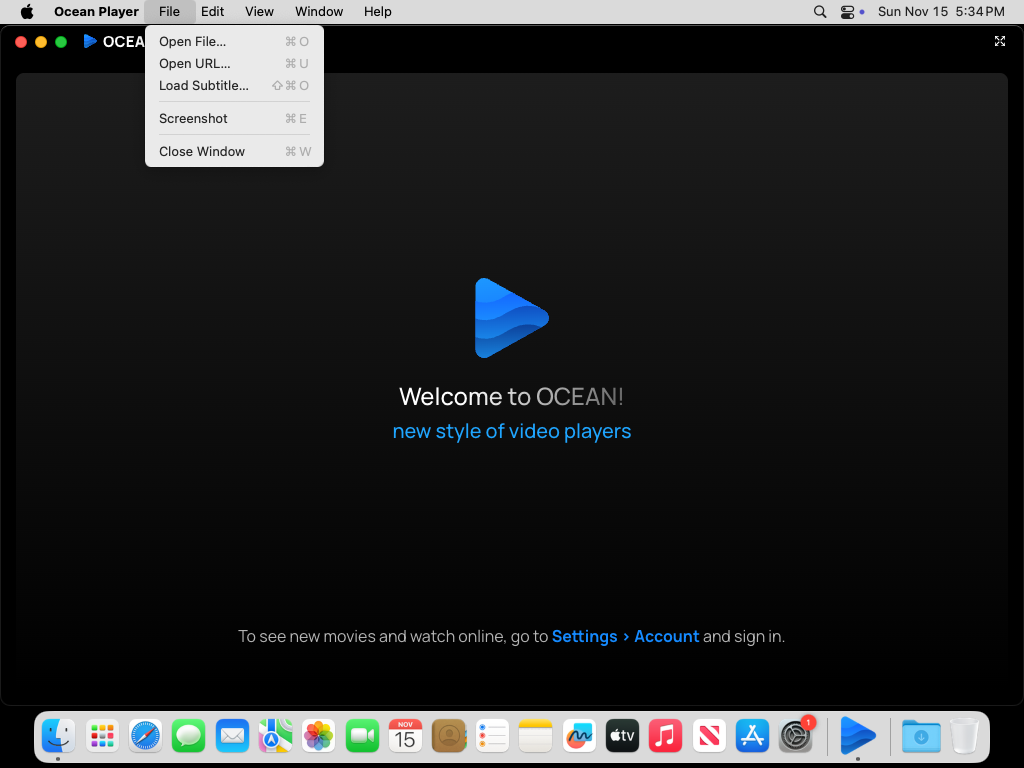 Ocean Player File Edit View Window Help Sun Nov 15 5:34 PM
OCEA
Open File... ⌘ O
Open URL... ⌘ U
Load Subtitle... ⇧ ⌘ O
Screenshot ⌘ E
Close Window ⌘ W
Welcome to OCEAN!
new style of video players
To see new movies and watch online, go to Settings > Account and sign in.
NOV
15
tv
1